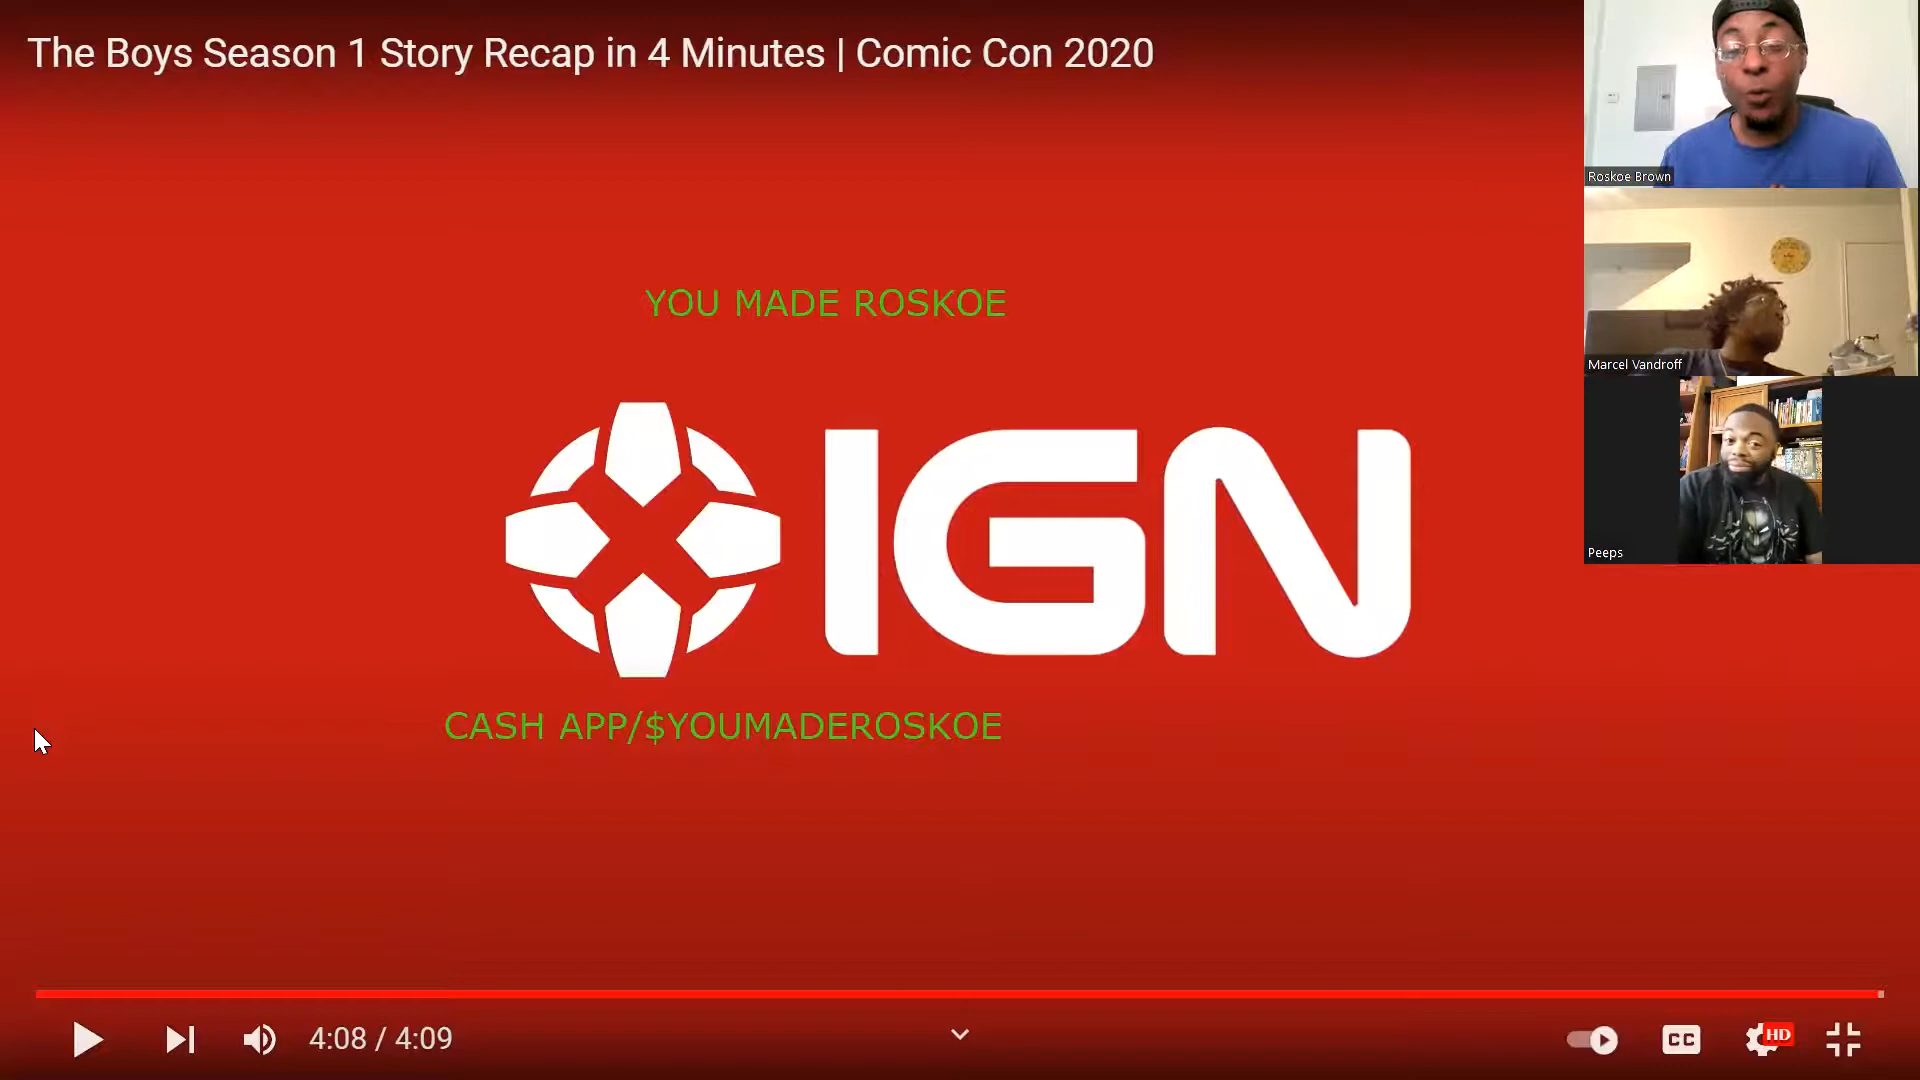 The Boys Season 1 Story Recap in 4 Minutes | Comic Con 2020
Roskoe Brown
YOU MADE ROSKOE
Marcel Vandroff
IGN
Peeps
CASH APP/$YOUMADEROSKOE
4:08 / 4:09
CC
HD